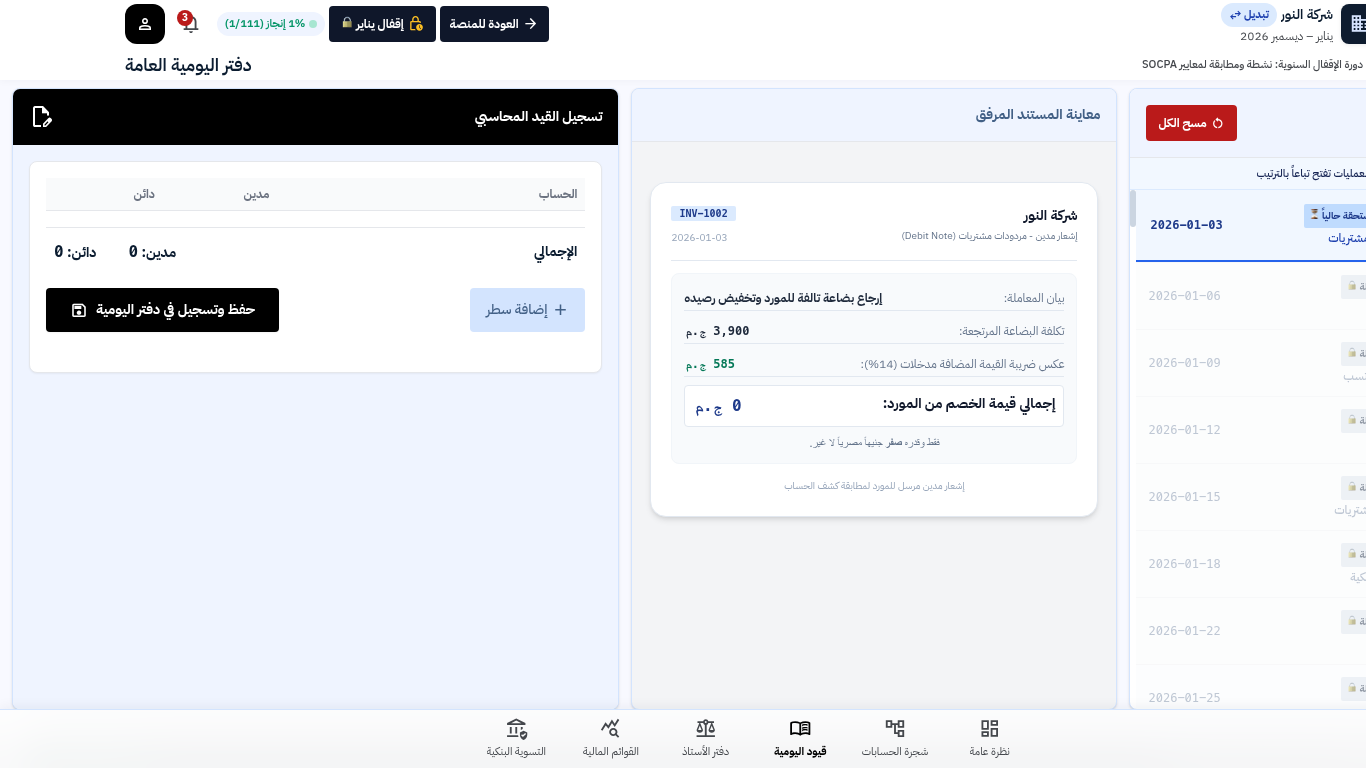 شركة النور
تبديل
يناير – ديسمبر 2026
العودة للمنصة
إقفال يناير
1% إنجاز (1/111)
3
دورة الإقفال السنوية: نشطة ومطابقة لمعايير SOCPA
دفتر اليومية العامة
مسح الكل
تفتح تباعاً بالترتيب
حالياً
2026-01-03
2026-01-06
2026-01-09
2026-01-12
2026-01-15
2026-01-18
2026-01-22
2026-01-25
معاينة المستند المرفق
شركة النور
INV-1002
إشعار مدين - مردودات مشتريات (Debit Note)
2026-01-03
بيان المعاملة:
إرجاع بضاعة تالفة للمورد وتخفيض رصيده
تكلفة البضاعة المرتجعة:
3,900 ج.م
عكس ضريبة القيمة المضافة مدخلات (14%):
585 ج.م
إجمالي قيمة الخصم من المورد:
0 ج.م
فقط وقدره صفر جنيهاً مصرياً لا غير.
إشعار مدين مرسل للمورد لمطابقة كشف الحساب
تسجيل القيد المحاسبي
الحساب
مدين
دائن
الإجمالي
مدين: 0
دائن: 0
إضافة سطر
حفظ وتسجيل في دفتر اليومية
نظرة عامة
شجرة الحسابات
قيود اليومية
دفتر الأستاذ
القوائم المالية
التسوية البنكية